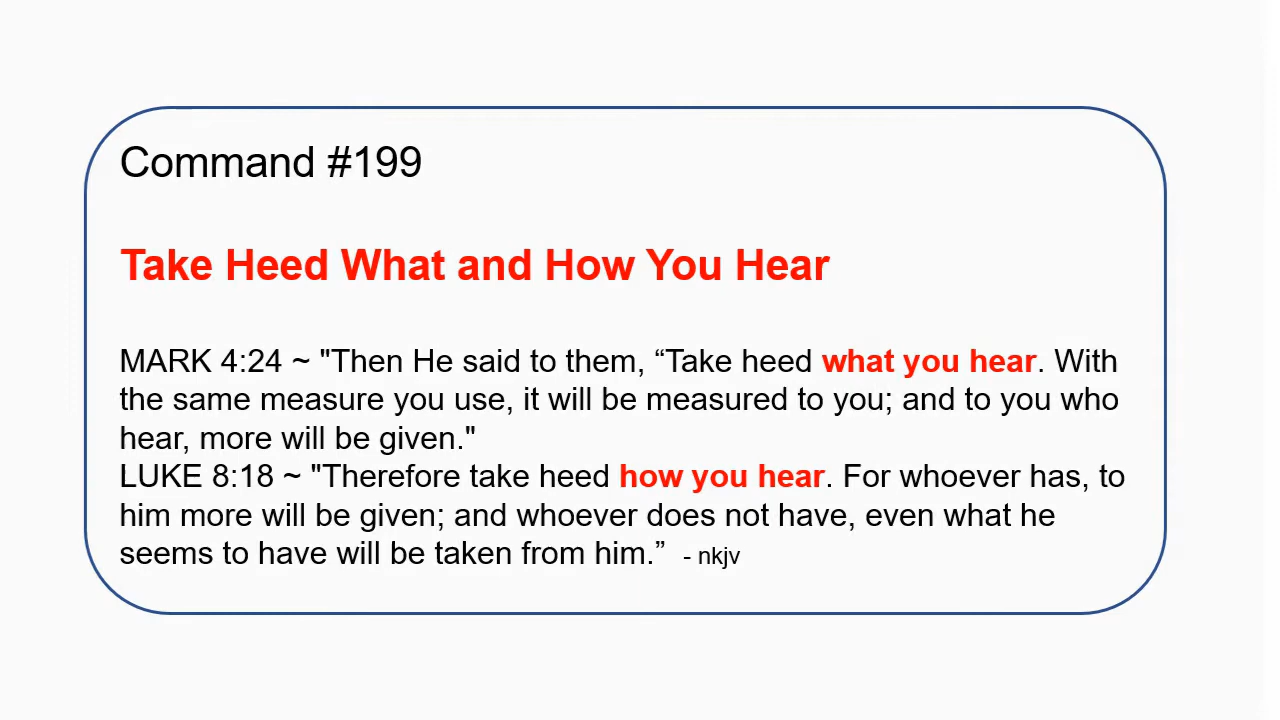 Command #199
Take Heed What and How You Hear
MARK 4:24 ~ "Then He said to them, “Take heed what you hear. With
the same measure you use, it will be measured to you; and to you who
hear, more will be given."
LUKE 8:18 ~ "Therefore take heed how you hear. For whoever has, to
him more will be given; and whoever does not have, even what he
seems to have will be taken from him.” - nkjv